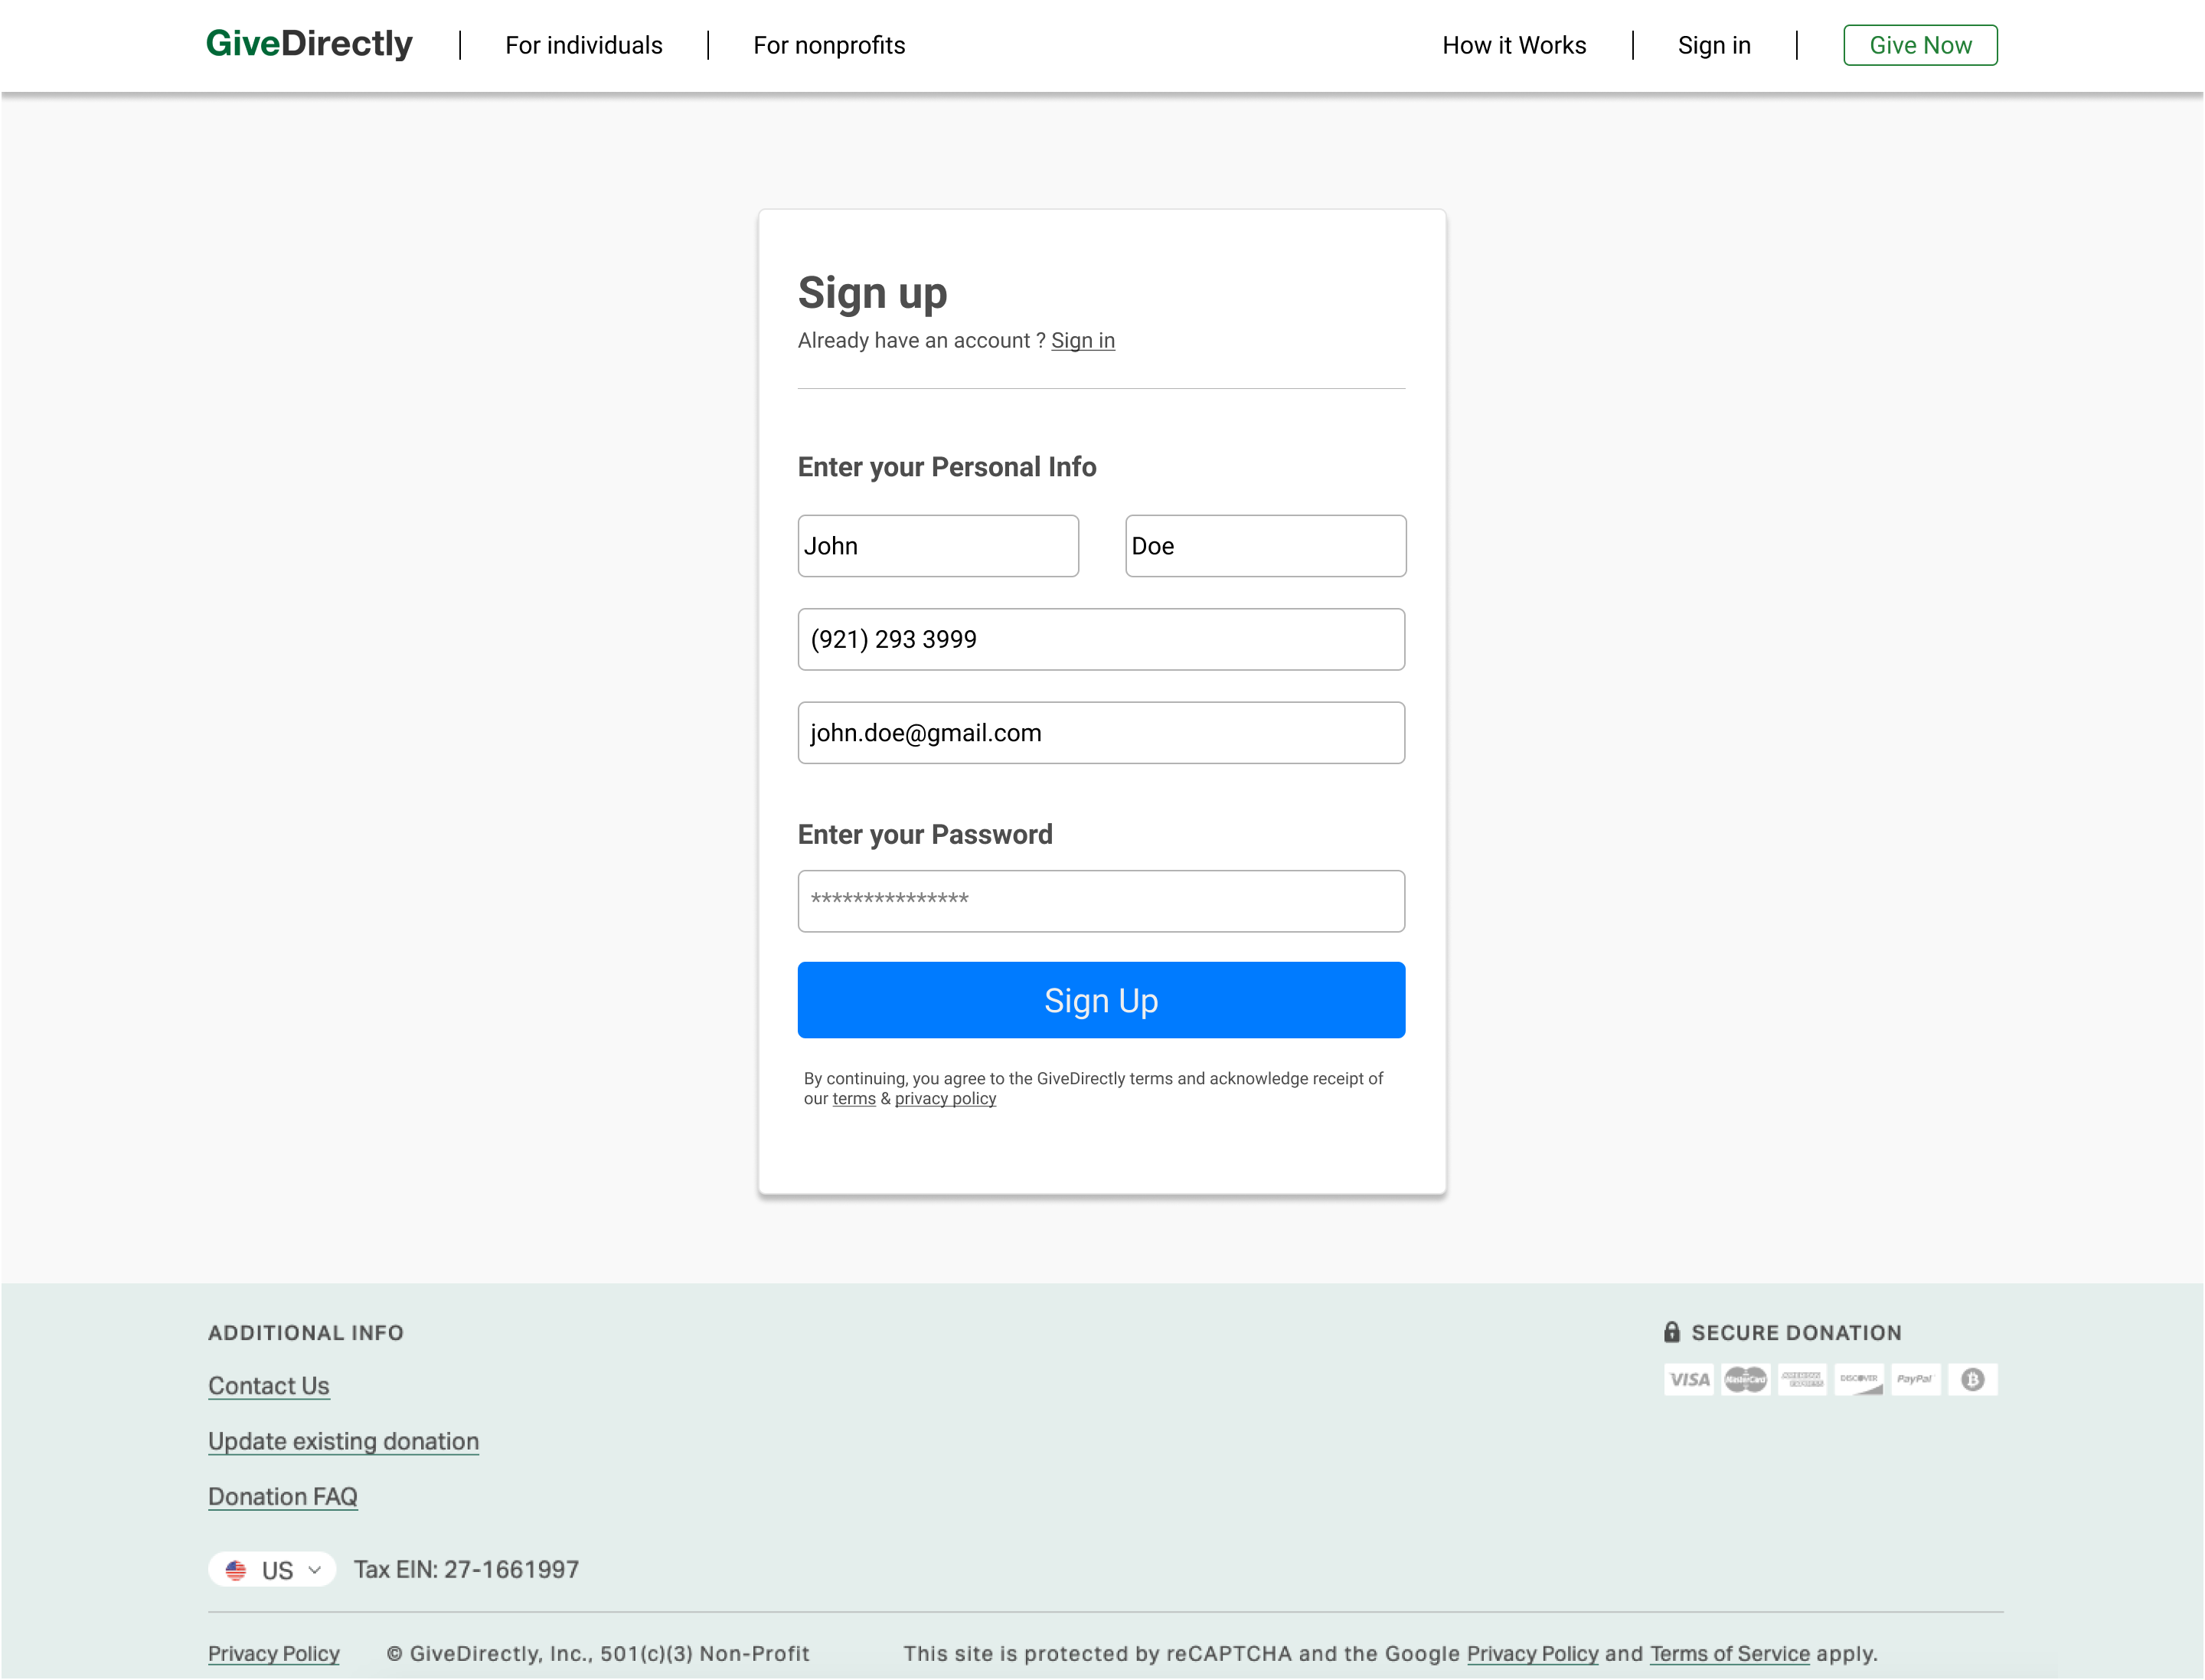 GiveDirectly | For individuals | For nonprofits How it Works | Sign in | Give Now
Sign up
Already have an account ? Sign in
Enter your Personal Info
John Doe
(921) 293 3999
john.doe@gmail.com
Enter your Password
***************
Sign Up
By continuing, you agree to the GiveDirectly terms and acknowledge receipt of
our terms & privacy policy
ADDITIONAL INFO
Contact Us
Update existing donation
Donation FAQ
US Tax EIN: 27-1661997
SECURE DONATION
VISA MasterCard AMERICAN EXPRESS DISCOVER PayPal
Privacy Policy © GiveDirectly, Inc., 501(c)(3) Non-Profit This site is protected by reCAPTCHA and the Google Privacy Policy and Terms of Service apply.